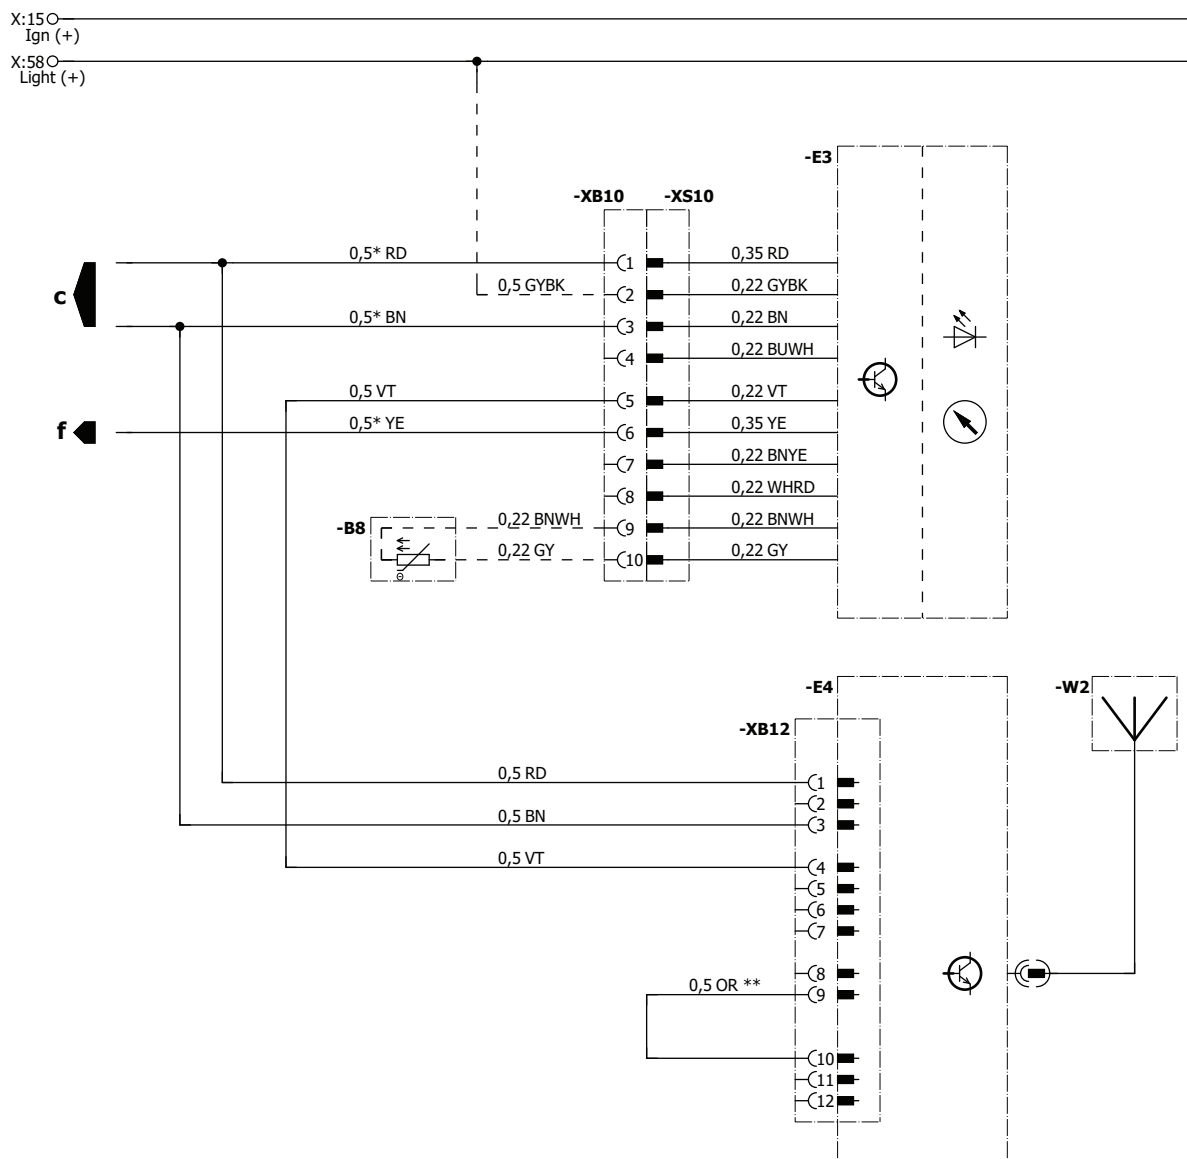 X:15
Ign (+)
X:58
Light (+)
-E3
-XB10 -XS10
0,5* RD 1 0,35 RD
0,5 GYBK 2 0,22 GYBK
c
0,5* BN 3 0,22 BN
4 0,22 BUWH
0,5 VT 5 0,22 VT
f 0,5* YE 6 0,35 YE
7 0,22 BNYE
8 0,22 WHRD
-B8 0,22 BNWH 9 0,22 BNWH
0,22 GY 10 0,22 GY
-E4 -W2
-XB12
0,5 RD 1
2
0,5 BN 3
0,5 VT 4
5
6
7
8
0,5 OR ** 9
10
11
12